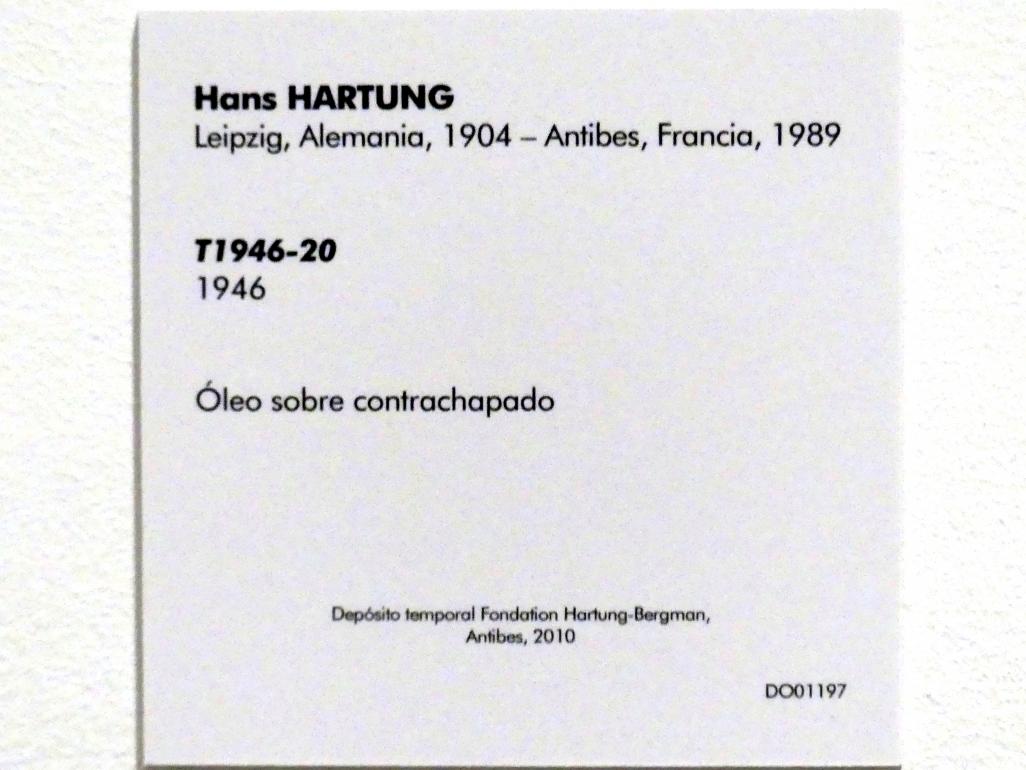 Hans HARTUNG
Leipzig, Alemania, 1904 – Antibes, Francia, 1989
T1946-20
1946
Óleo sobre contrachapado
Depósito temporal Fondation Hartung-Bergman,
Antibes, 2010
DO01197